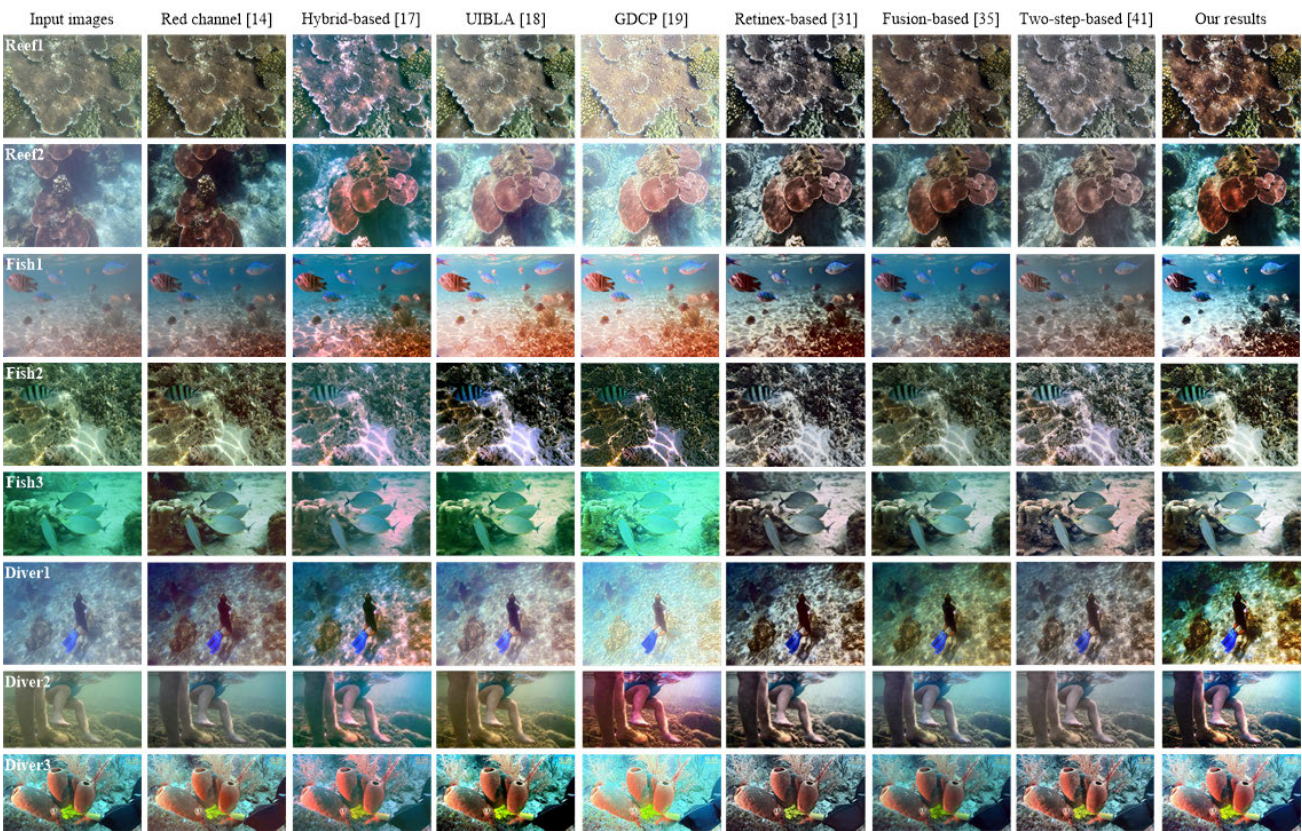 Input images Red channel [14] Hybrid-based [17] UIBLA [18] GDCP [19] Retinex-based [31] Fusion-based [35] Two-step-based [41] Our results
Reef1
Reef2
Fish1
Fish2
Fish3
Diver1
Diver2
Diver3